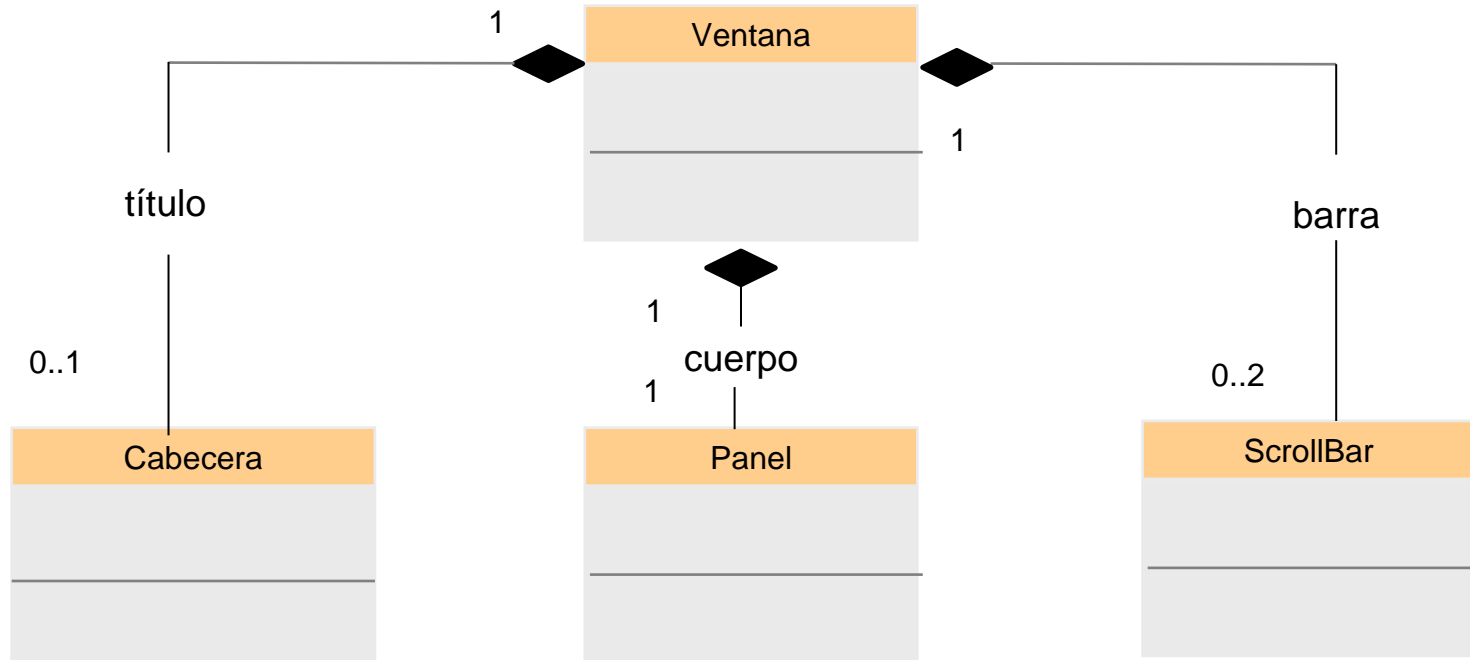 1
Ventana
1
título
barra
1
cuerpo
0..1
1
0..2
Cabecera
Panel
ScrollBar